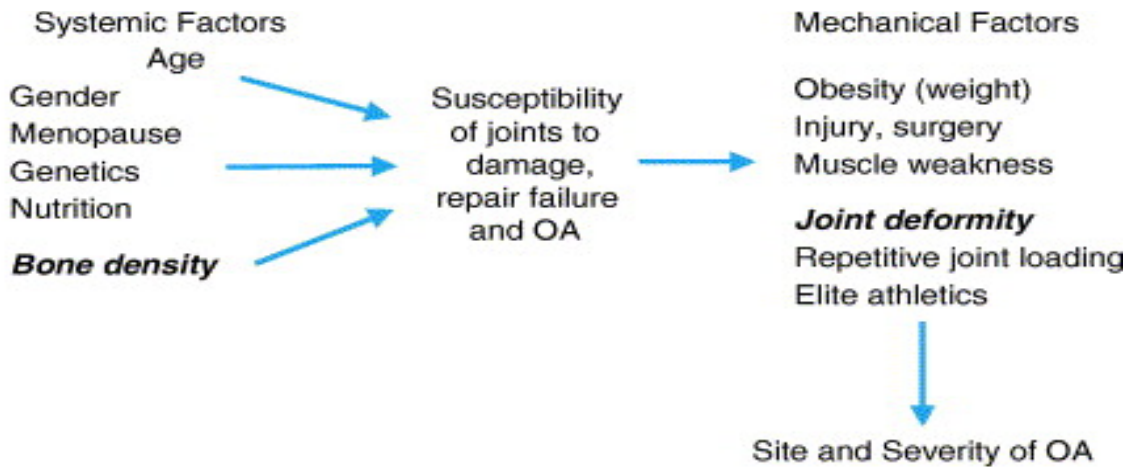 Systemic Factors
Age
Gender
Menopause
Genetics
Nutrition
Bone density
Susceptibility
of joints to
damage,
repair failure
and OA
Mechanical Factors
Obesity (weight)
Injury, surgery
Muscle weakness
Joint deformity
Repetitive joint loading
Elite athletics
Site and Severity of OA